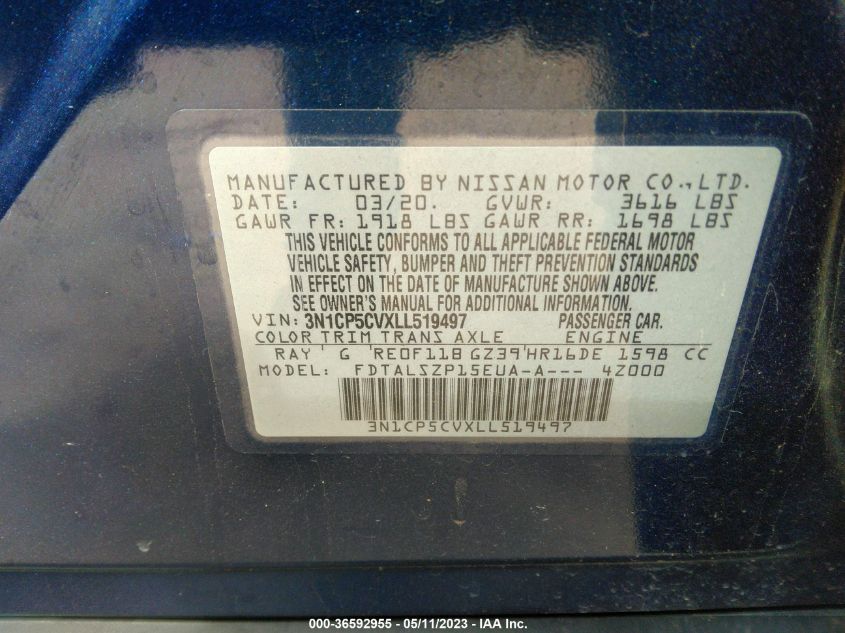 MANUFACTURED BY NISSAN MOTOR CO.,LTD.
DATE: 03/20. GVWR: 3616 LBS
GAWR FR: 1918 LBS GAWR RR: 1698 LBS
THIS VEHICLE CONFORMS TO ALL APPLICABLE FEDERAL MOTOR
VEHICLE SAFETY, BUMPER AND THEFT PREVENTION STANDARDS
IN EFFECT ON THE DATE OF MANUFACTURE SHOWN ABOVE.
SEE OWNER'S MANUAL FOR ADDITIONAL INFORMATION.
VIN: 3N1CP5CVXLL519497 PASSENGER CAR.
COLOR TRIM TRANS AXLE ENGINE
RAY G RE0F11B GZ39 HR16DE 1598 CC
MODEL: FDTALSZP15EUA-A--- 4Z000
3N1CP5CVXLL519497
000-36592955 - 05/11/2023 - IAA Inc.